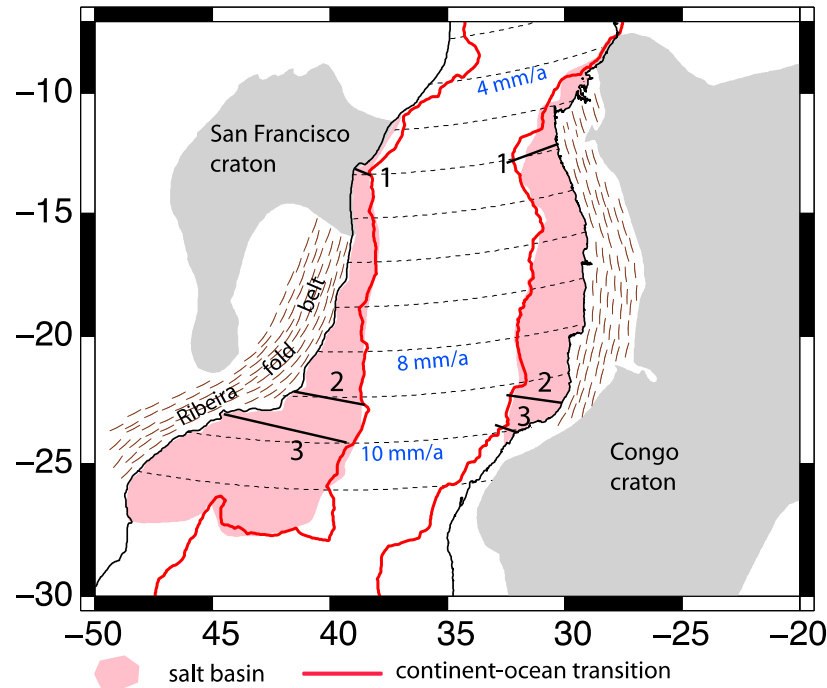 −10
−15
−20
−25
−30
−50
−45
−40
−35
−30
−25
−20
San Francisco
craton
4 mm/a
1
1
belt
fold
Ribeira
8 mm/a
2
2
3
3
10 mm/a
Congo
craton
salt basin
continent-ocean transition